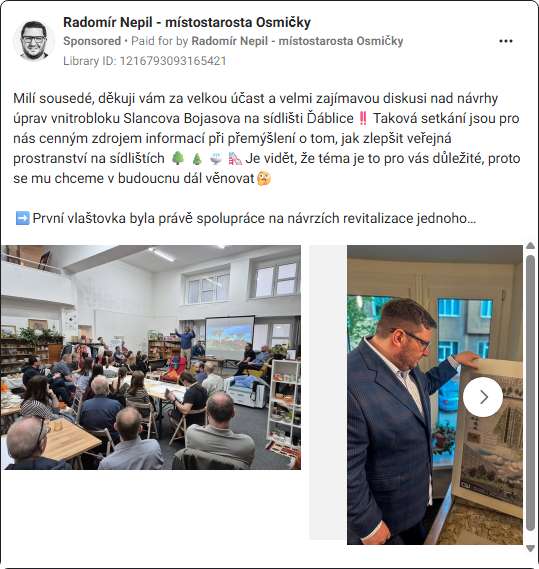 Radomír Nepil - místostarosta Osmičky
Sponsored • Paid for by Radomír Nepil - místostarosta Osmičky
Library ID: 1216793093165421
Milí sousedé, děkuji vám za velkou účast a velmi zajímavou diskusi nad návrhy
úprav vnitrobloku Slancova Bojasova na sídlišti Ďáblice‼️ Taková setkání jsou pro
nás cenným zdrojem informací při přemýšlení o tom, jak zlepšit veřejná
prostranství na sídlištích 🌳 🌲 ⛲ 🛝 Je vidět, že téma je to pro vás důležité, proto
se mu chceme v budoucnu dál věnovat🧐
➡️ První vlaštovka byla právě spolupráce na návrzích revitalizace jednoho…